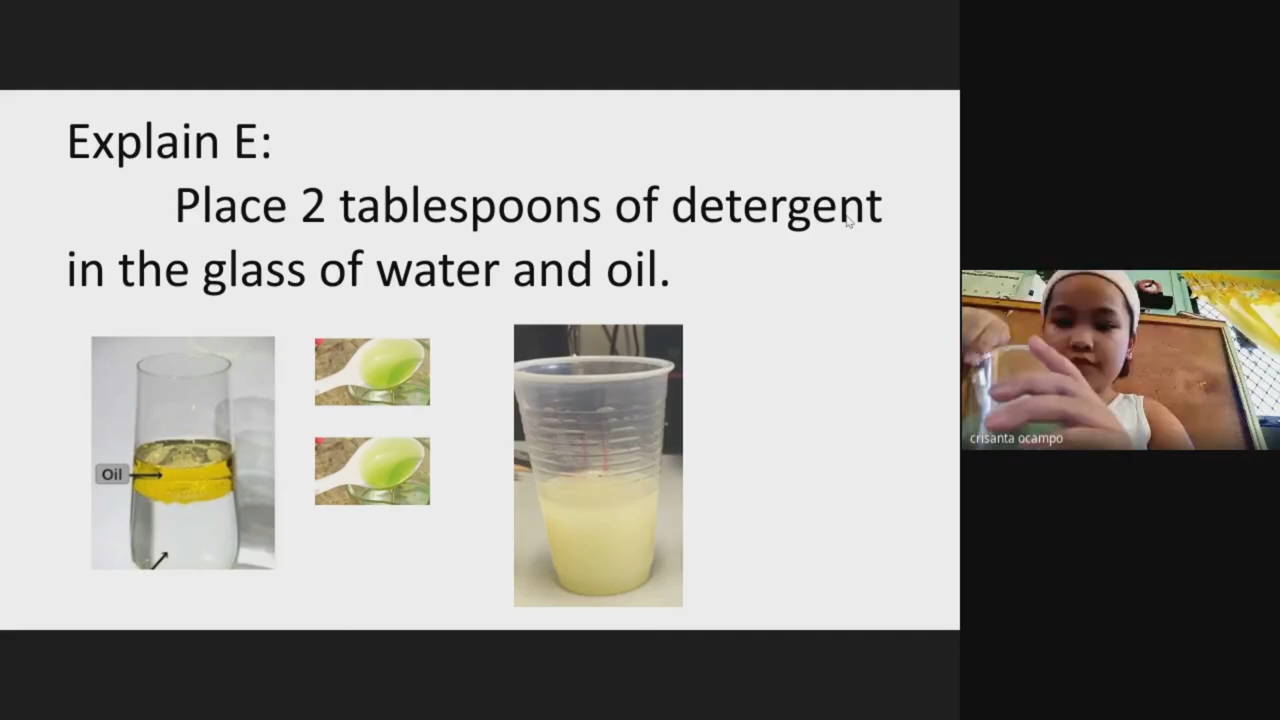 Explain E:
Place 2 tablespoons of detergent
in the glass of water and oil.
Oil
crisanta ocampo